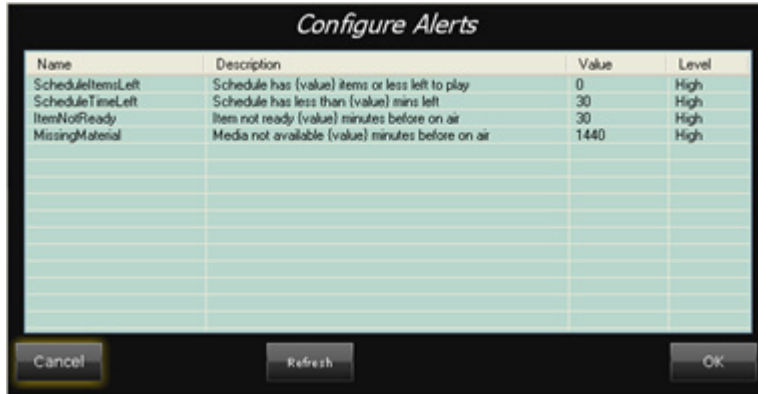 Configure Alerts
Name Description Value Level
ScheduleItemsLeft Schedule has {value} items or less left to play 0 High
ScheduleTimeLeft Schedule has less than {value} mins left 30 High
ItemNotReady Item not ready {value} minutes before on air 30 High
MissingMaterial Media not available {value} minutes before on air 1440 High
Cancel Refresh OK